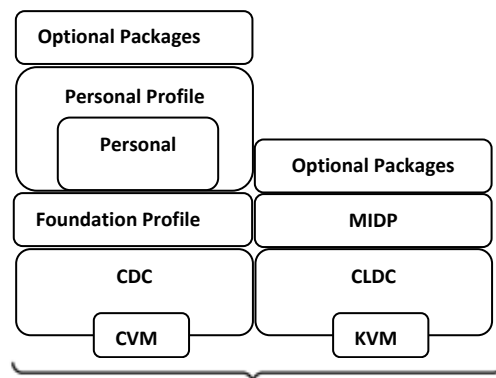 Optional Packages
Personal Profile
Personal
Foundation Profile
CDC
CVM
Optional Packages
MIDP
CLDC
KVM